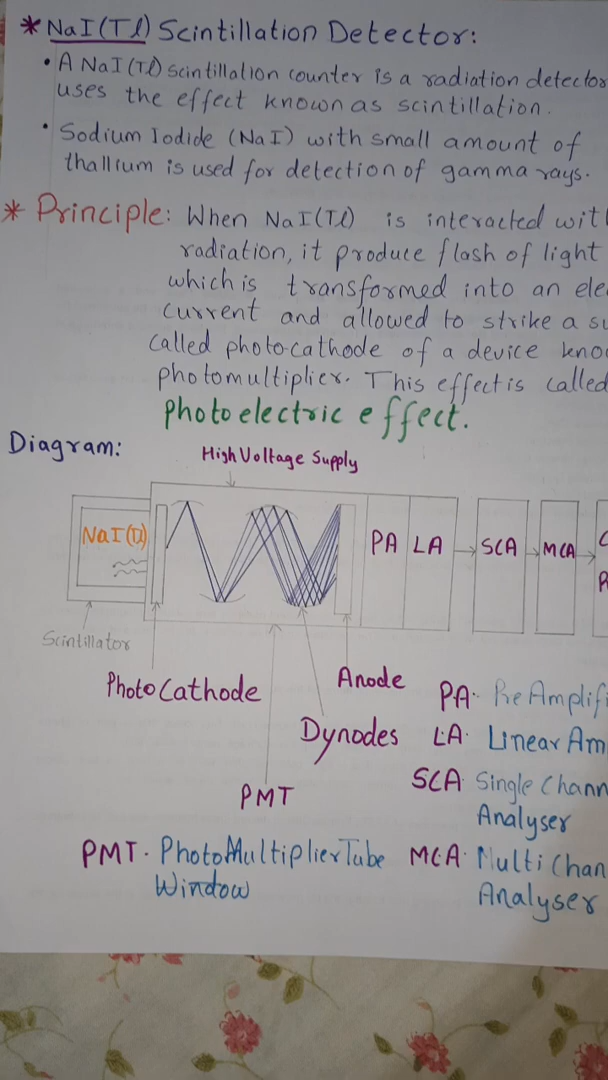 * NaI(Tl) Scintillation Detector:
• A NaI(Tl) scintillation counter is a radiation detector
uses the effect known as scintillation.
• Sodium Iodide (NaI) with small amount of
thallium is used for detection of gamma rays.
* Principle: When NaI(Tl) is interacted
radiation, it produce flash of light
which is transformed into an
current and allowed to strike a
called photo-cathode of a device
photomultiplier. This effect is called
photoelectric effect.
Diagram:
High Voltage Supply
NaI(Tl)
PA LA SCA MCA
Scintillator
PhotoCathode
Anode
Dynodes
PMT
PA.
LA. Linear
SCA. Single
Analyser
PMT. PhotoMultiplierTube
Window
MCA. Multi
Analyser